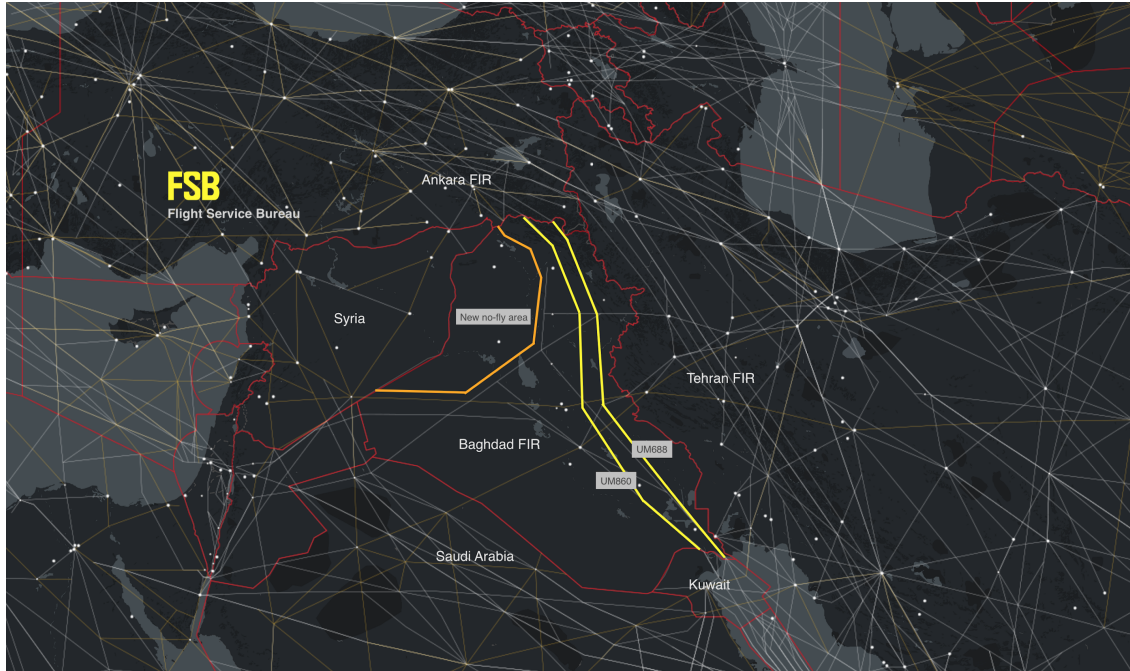 Ankara FIR
FSB
Flight Service Bureau
Syria
New no-fly area
Tehran FIR
Baghdad FIR
UM688
UM860
Saudi Arabia
Kuwait